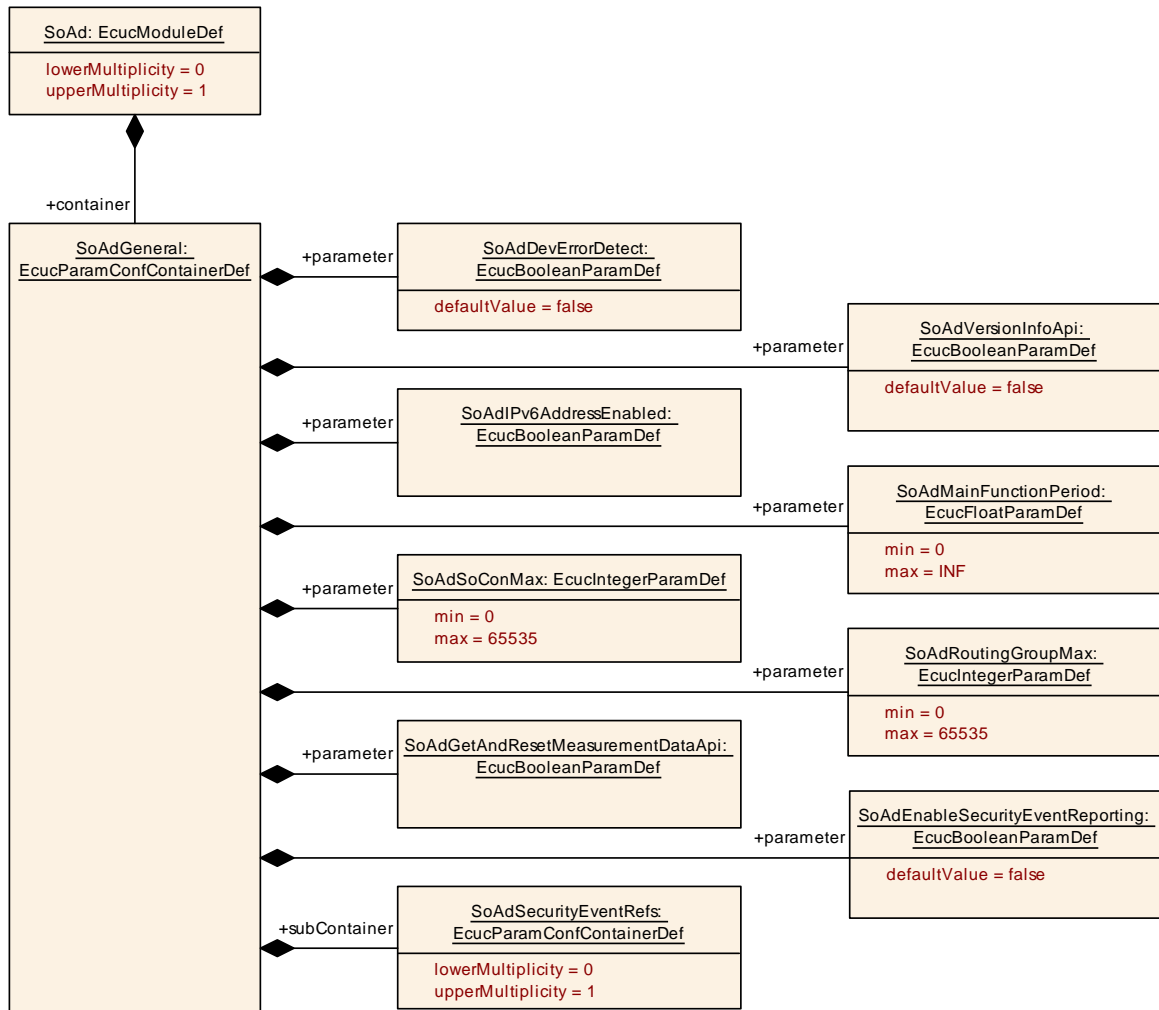 SoAd: EcucModuleDef
lowerMultiplicity = 0
upperMultiplicity = 1
+container
SoAdGeneral:
EcucParamConfContainerDef
+parameter
SoAdDevErrorDetect:
EcucBooleanParamDef
defaultValue = false
+parameter
SoAdVersionInfoApi:
EcucBooleanParamDef
defaultValue = false
+parameter
SoAdIPv6AddressEnabled:
EcucBooleanParamDef
+parameter
SoAdMainFunctionPeriod:
EcucFloatParamDef
min = 0
max = INF
+parameter
SoAdSoConMax: EcucIntegerParamDef
min = 0
max = 65535
+parameter
SoAdRoutingGroupMax:
EcucIntegerParamDef
min = 0
max = 65535
+parameter
SoAdGetAndResetMeasurementDataApi:
EcucBooleanParamDef
+parameter
SoAdEnableSecurityEventReporting:
EcucBooleanParamDef
defaultValue = false
+subContainer
SoAdSecurityEventRefs:
EcucParamConfContainerDef
lowerMultiplicity = 0
upperMultiplicity = 1